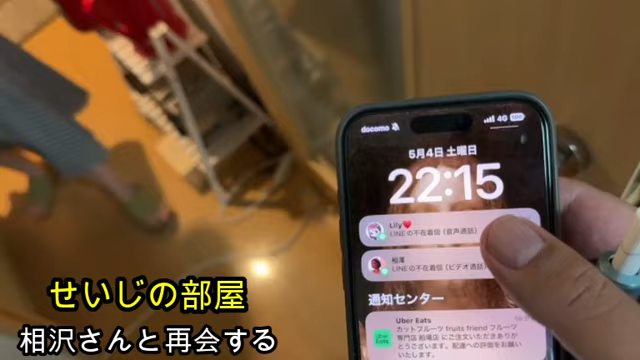 docomo
4G
5月4日 土曜日
22:15
Lily❤️
LINEの不在着信（音声通話）
相澤
LINEの不在着信（ビデオ通話）
通知センター
Uber Eats
カットフルーツ fruits friend フルーツ
専門店
にご注文いただきあり
がとうございます。配達への評価をお願い
いたします。
せいじの部屋
相沢さんと再会する